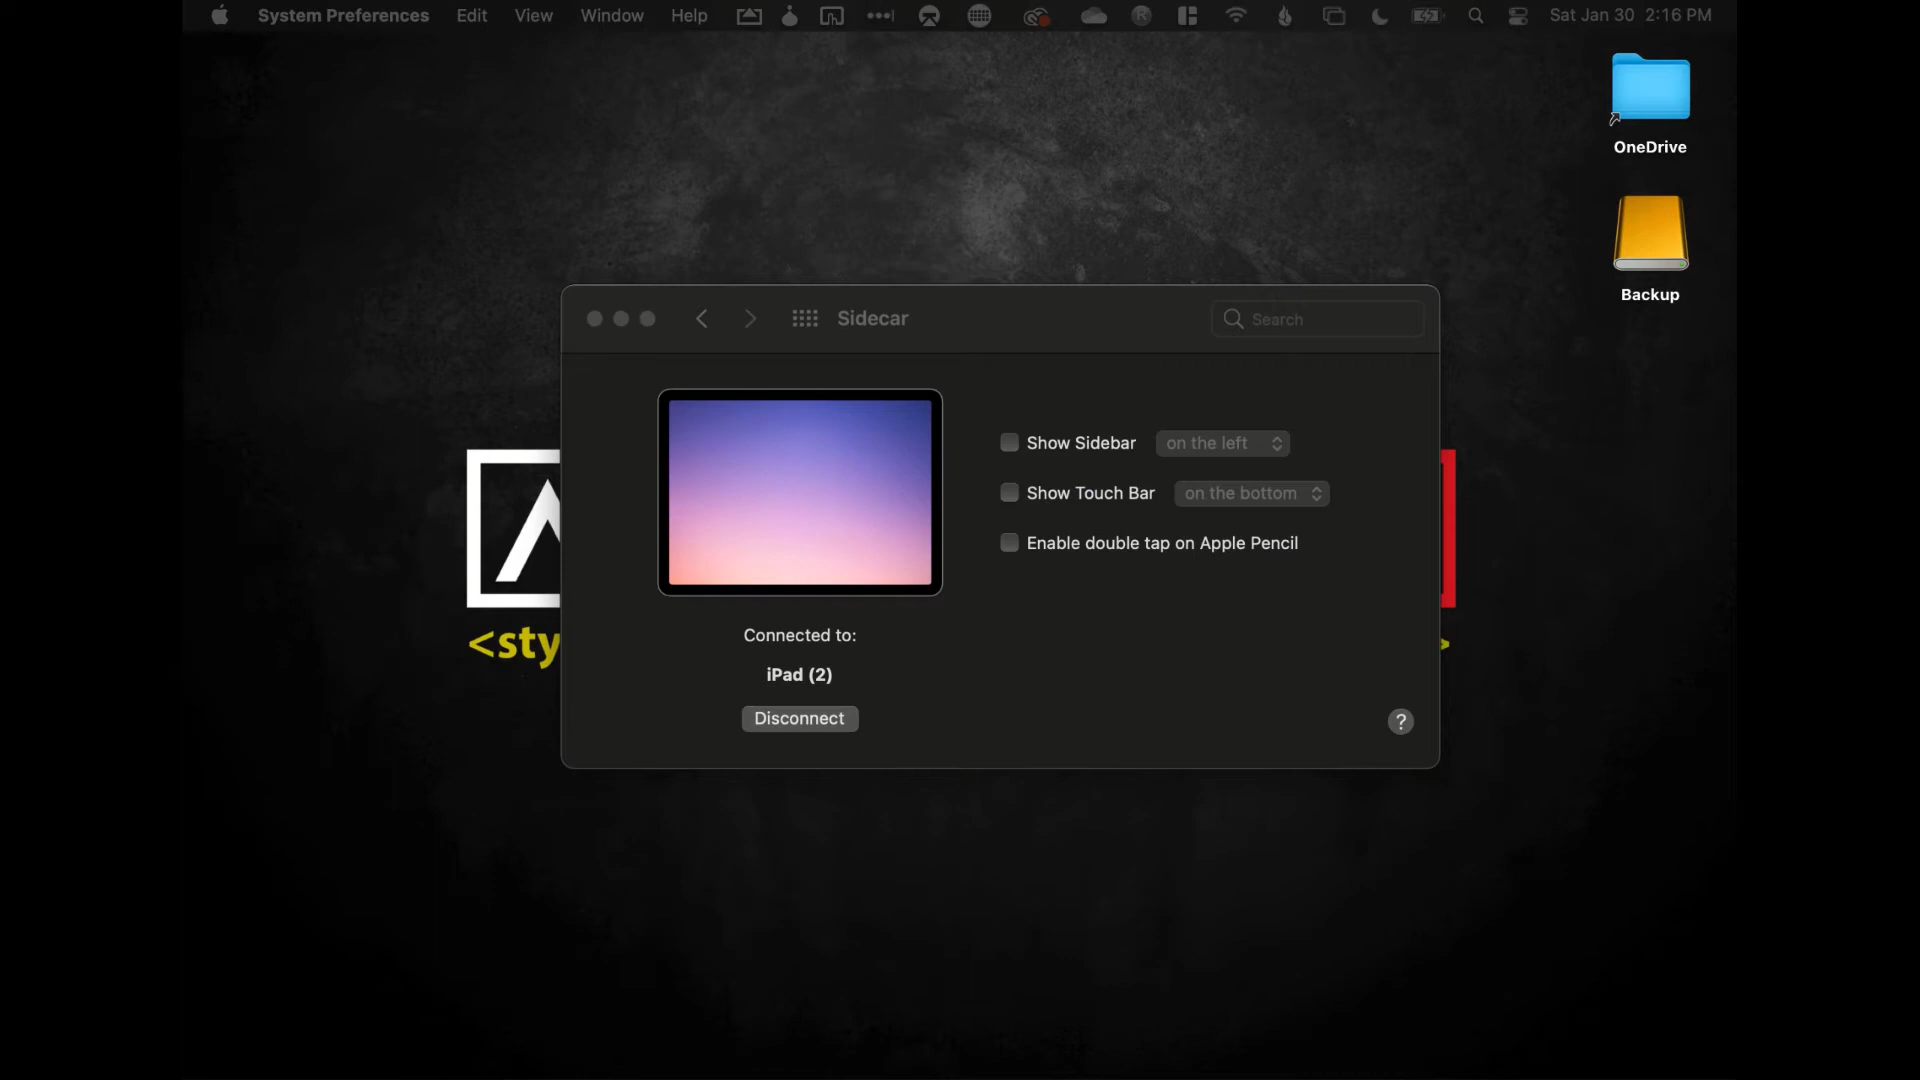 System Preferences Edit View Window Help Sat Jan 30 2:16 PM
OneDrive
Backup
Sidecar
Search
Show Sidebar on the left
Show Touch Bar on the bottom
Enable double tap on Apple Pencil
<sty
>
Connected to:
iPad (2)
Disconnect
?